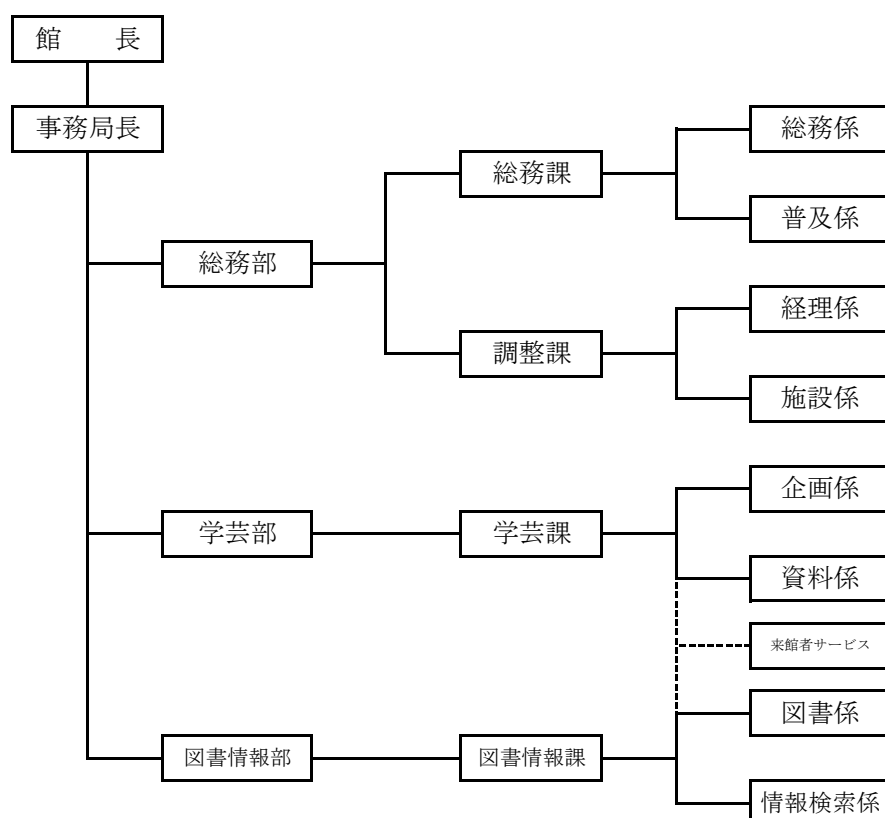 館　　長
事務局長
総務係
総務課
普及係
総務部
経理係
調整課
施設係
企画係
学芸部
学芸課
資料係
来館者サービス
図書係
図書情報部
図書情報課
情報検索係